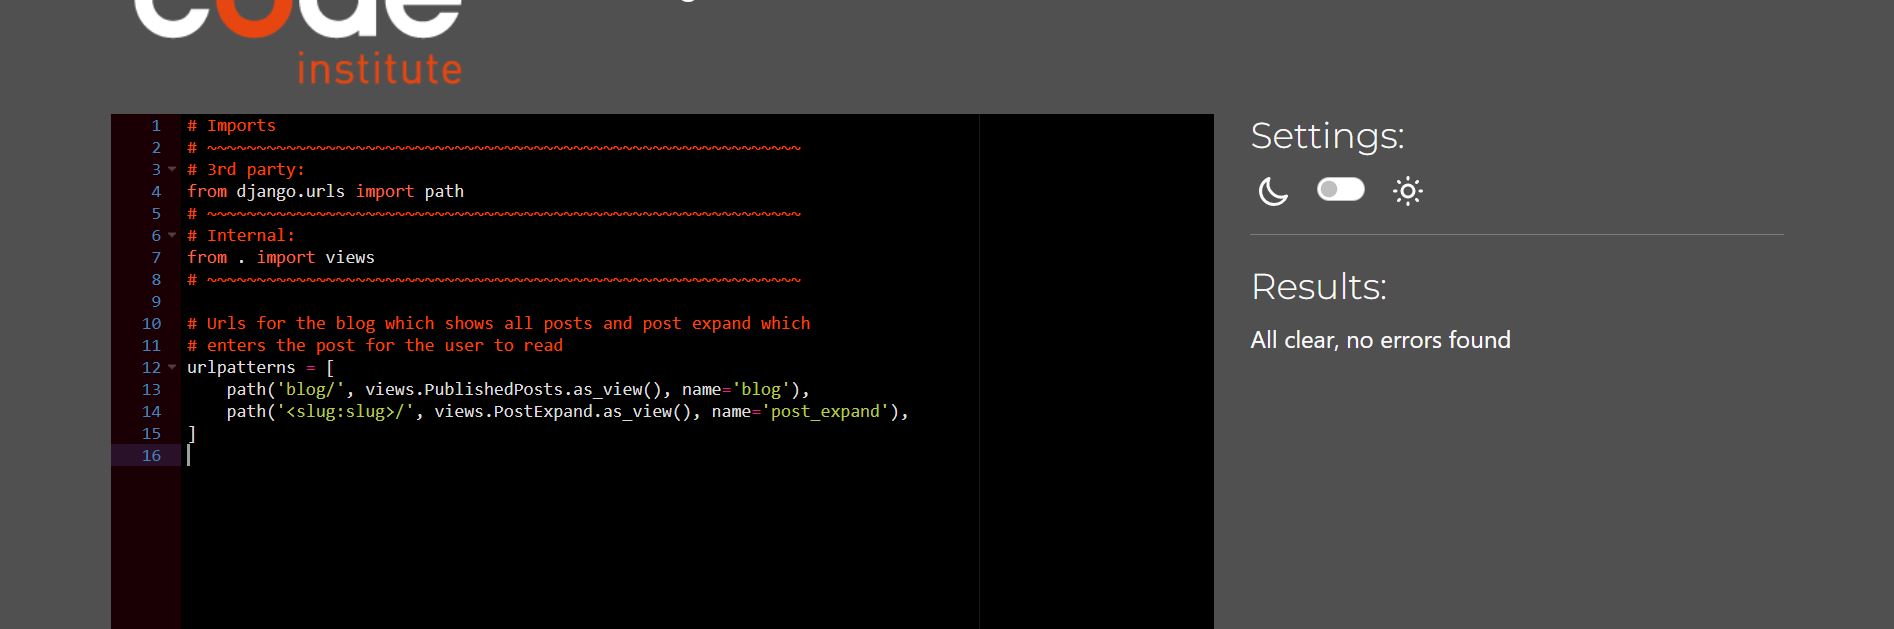 code
institute
1 # Imports
2 # ~~~~~~~~~~~~~~~~~~~~~~~~~~~~~~~~~~~~~~~~~~~~~~~~~~~~~~~~~~~~
3 # 3rd party:
4 from django.urls import path
5 # ~~~~~~~~~~~~~~~~~~~~~~~~~~~~~~~~~~~~~~~~~~~~~~~~~~~~~~~~~~~~
6 # Internal:
7 from . import views
8 # ~~~~~~~~~~~~~~~~~~~~~~~~~~~~~~~~~~~~~~~~~~~~~~~~~~~~~~~~~~~~
9
10 # Urls for the blog which shows all posts and post expand which
11 # enters the post for the user to read
12 urlpatterns = [
13     path('blog/', views.PublishedPosts.as_view(), name='blog'),
14     path('<slug:slug>/', views.PostExpand.as_view(), name='post_expand'),
15 ]
16
Settings:
Results:
All clear, no errors found